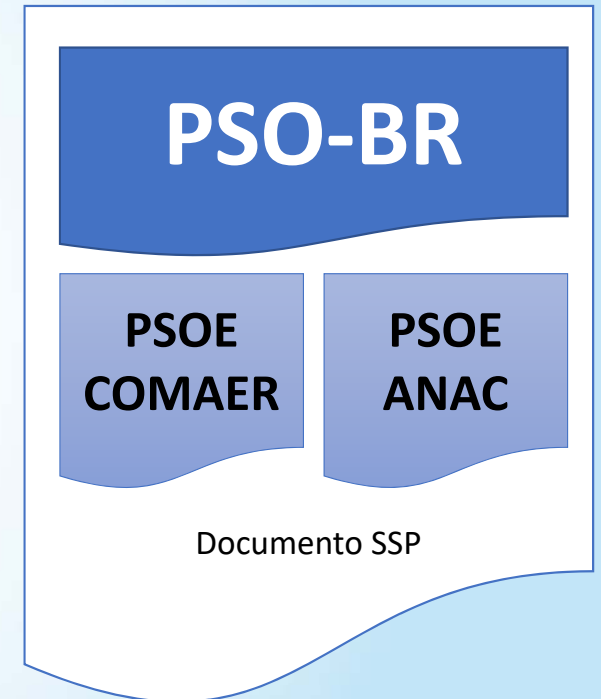 PSO-BR
PSOE
COMAER
PSOE
ANAC
Documento SSP